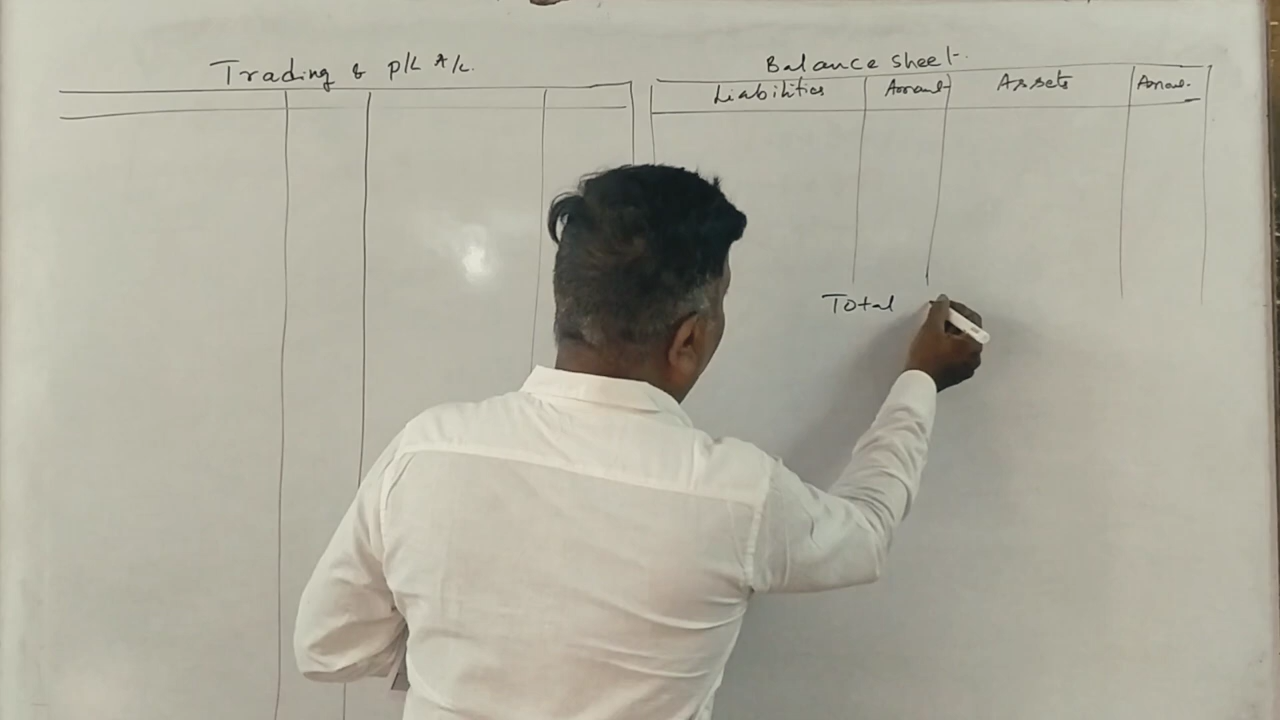 Trading & P/L A/c.
Balance sheet.
Liabilities Amount Assets Amou.
Total